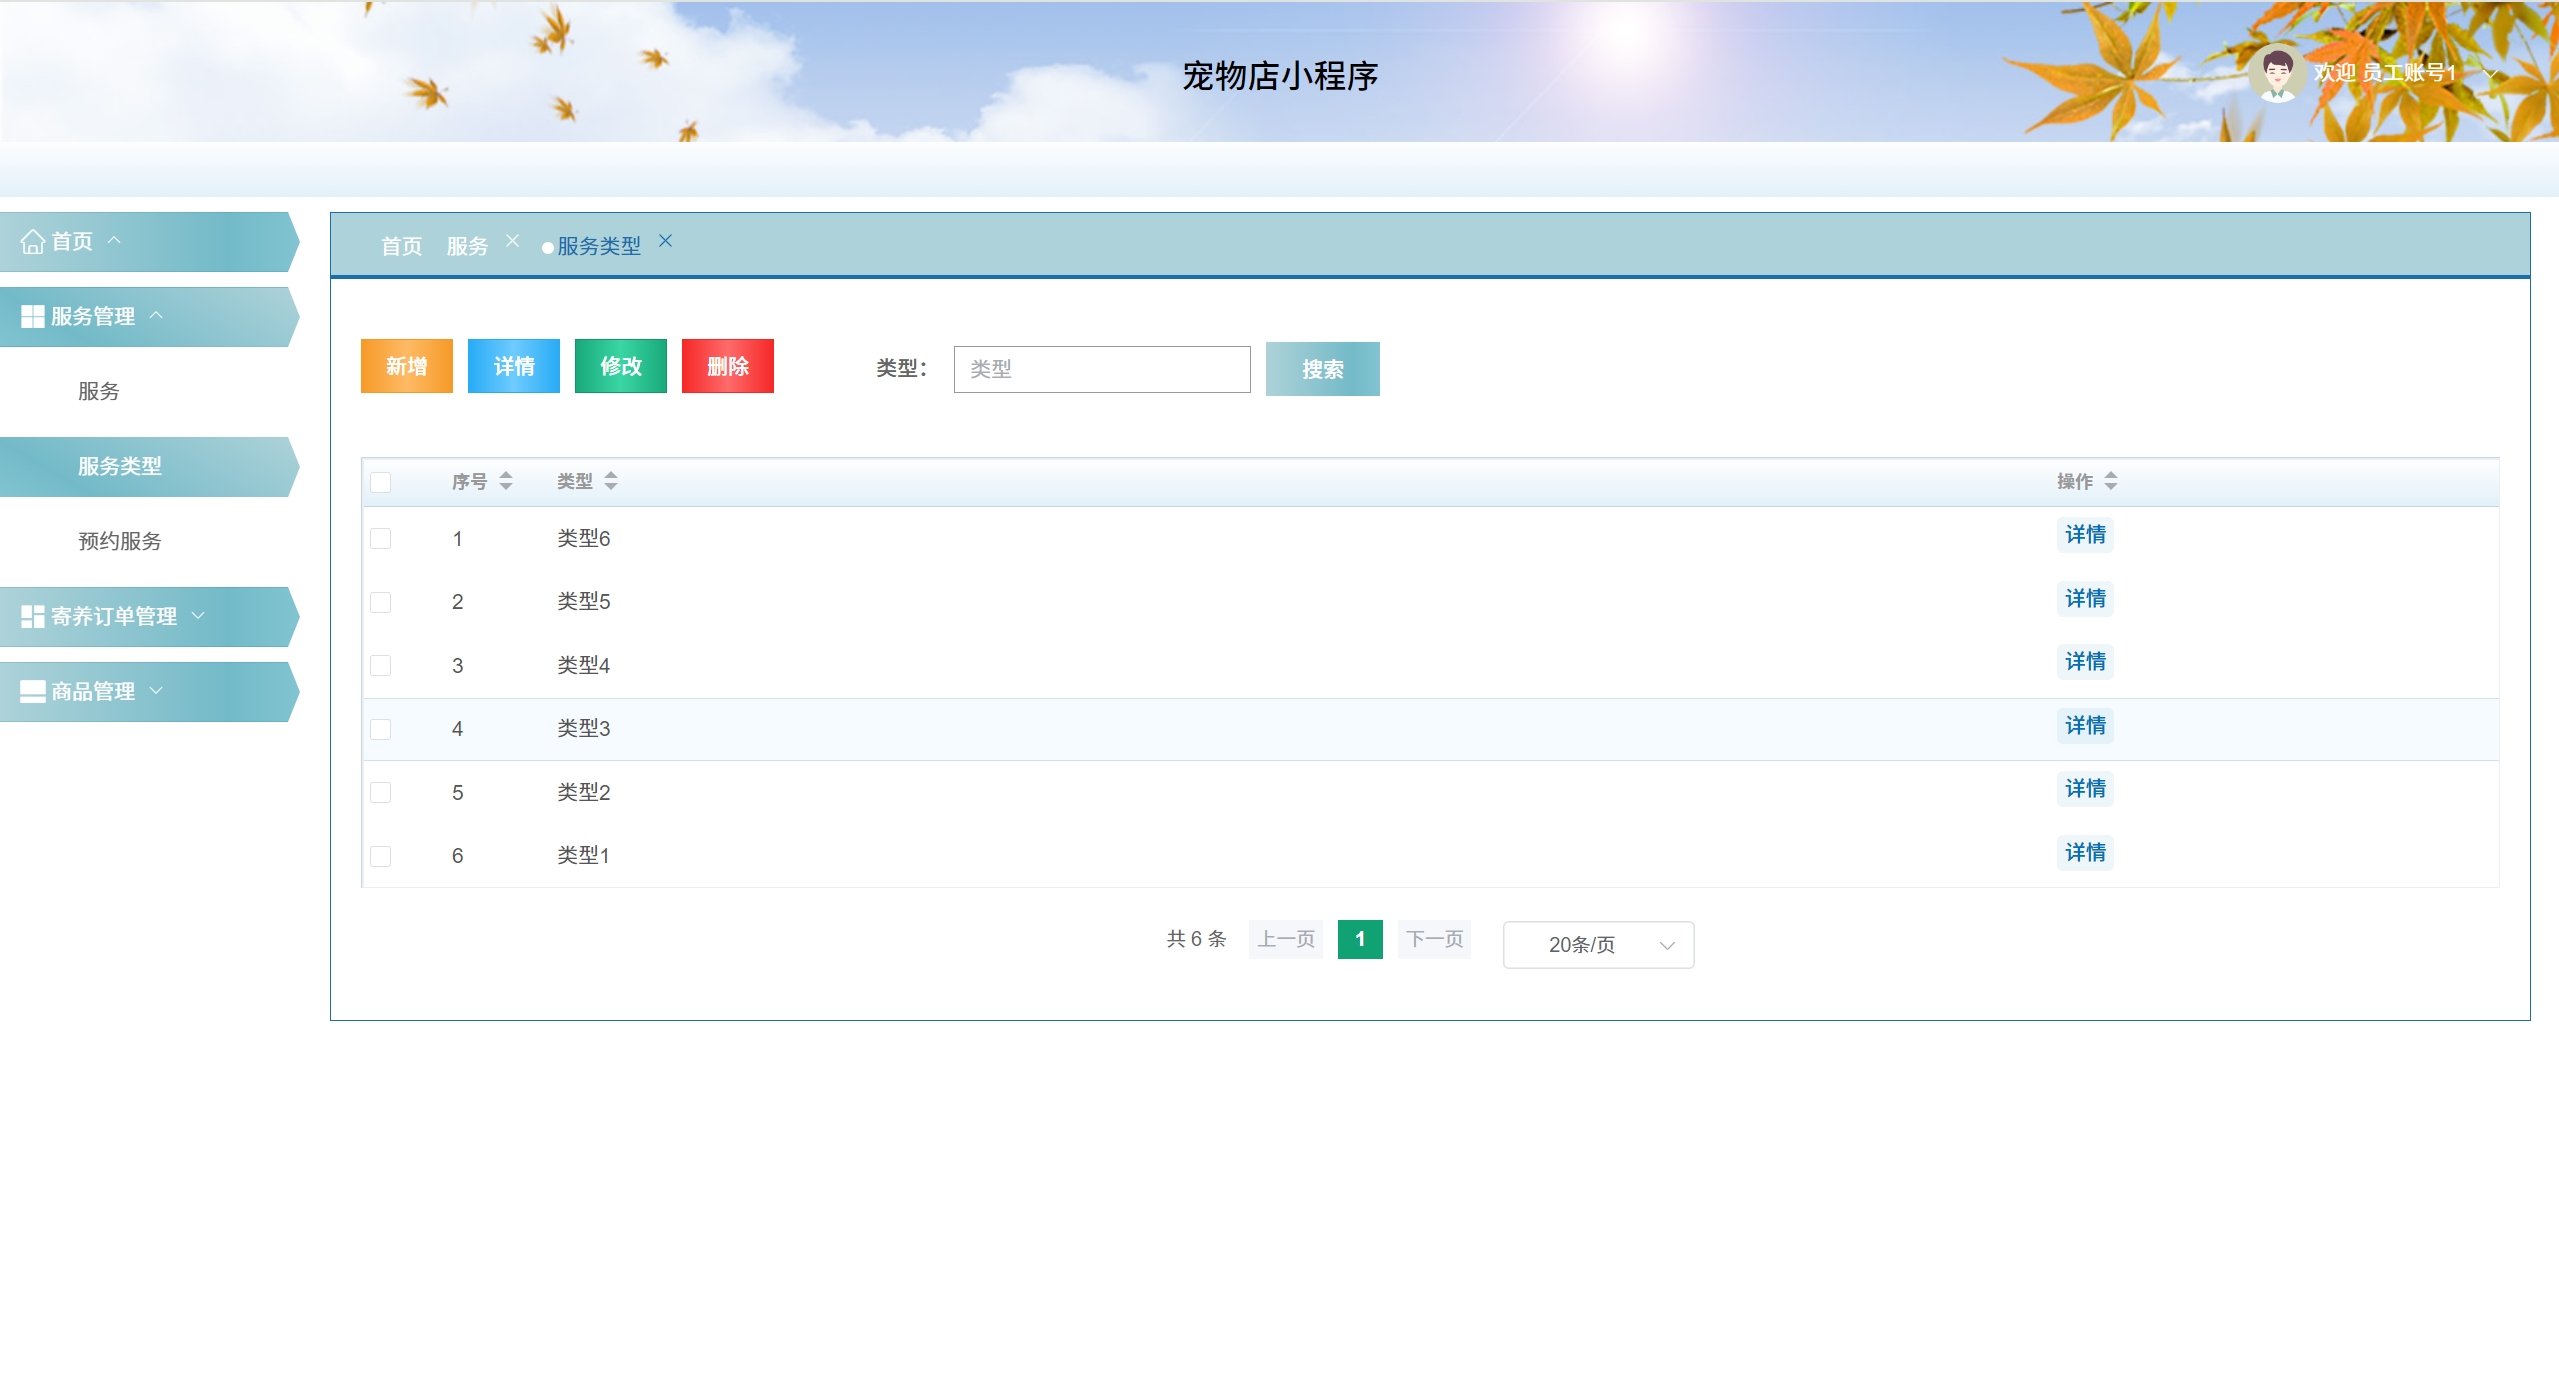 宠物店小程序
欢迎 员工账号1
首页
服务管理
服务
服务类型
预约服务
寄养订单管理
商品管理
首页 服务 服务类型
新增 详情 修改 删除 类型： 类型 搜索
序号 类型 操作
1 类型6 详情
2 类型5 详情
3 类型4 详情
4 类型3 详情
5 类型2 详情
6 类型1 详情
共 6 条 上一页 1 下一页 20条/页